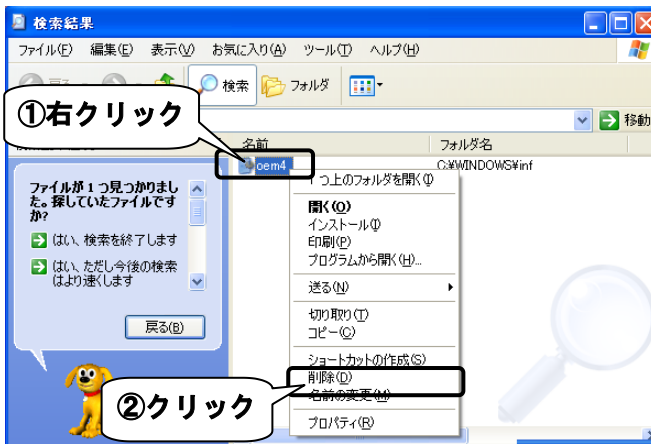 検索結果
ファイル(F) 編集(E) 表示(V) お気に入り(A) ツール(T) ヘルプ(H)
検索 フォルダ
移動
①右クリック
名前 フォルダ名
oem4 C:¥WINDOWS¥inf
ファイルが 1 つ見つかりまし
た。探していたファイルです
か?
はい、検索を終了します
はい、ただし今後の検索
はより速くします
戻る(B)
1 つ上のフォルダを開く(I)
開く(O)
インストール(I)
印刷(P)
プログラムから開く(H)...
送る(N)
切り取り(T)
コピー(C)
ショートカットの作成(S)
削除(D)
名前の変更(M)
プロパティ(R)
②クリック